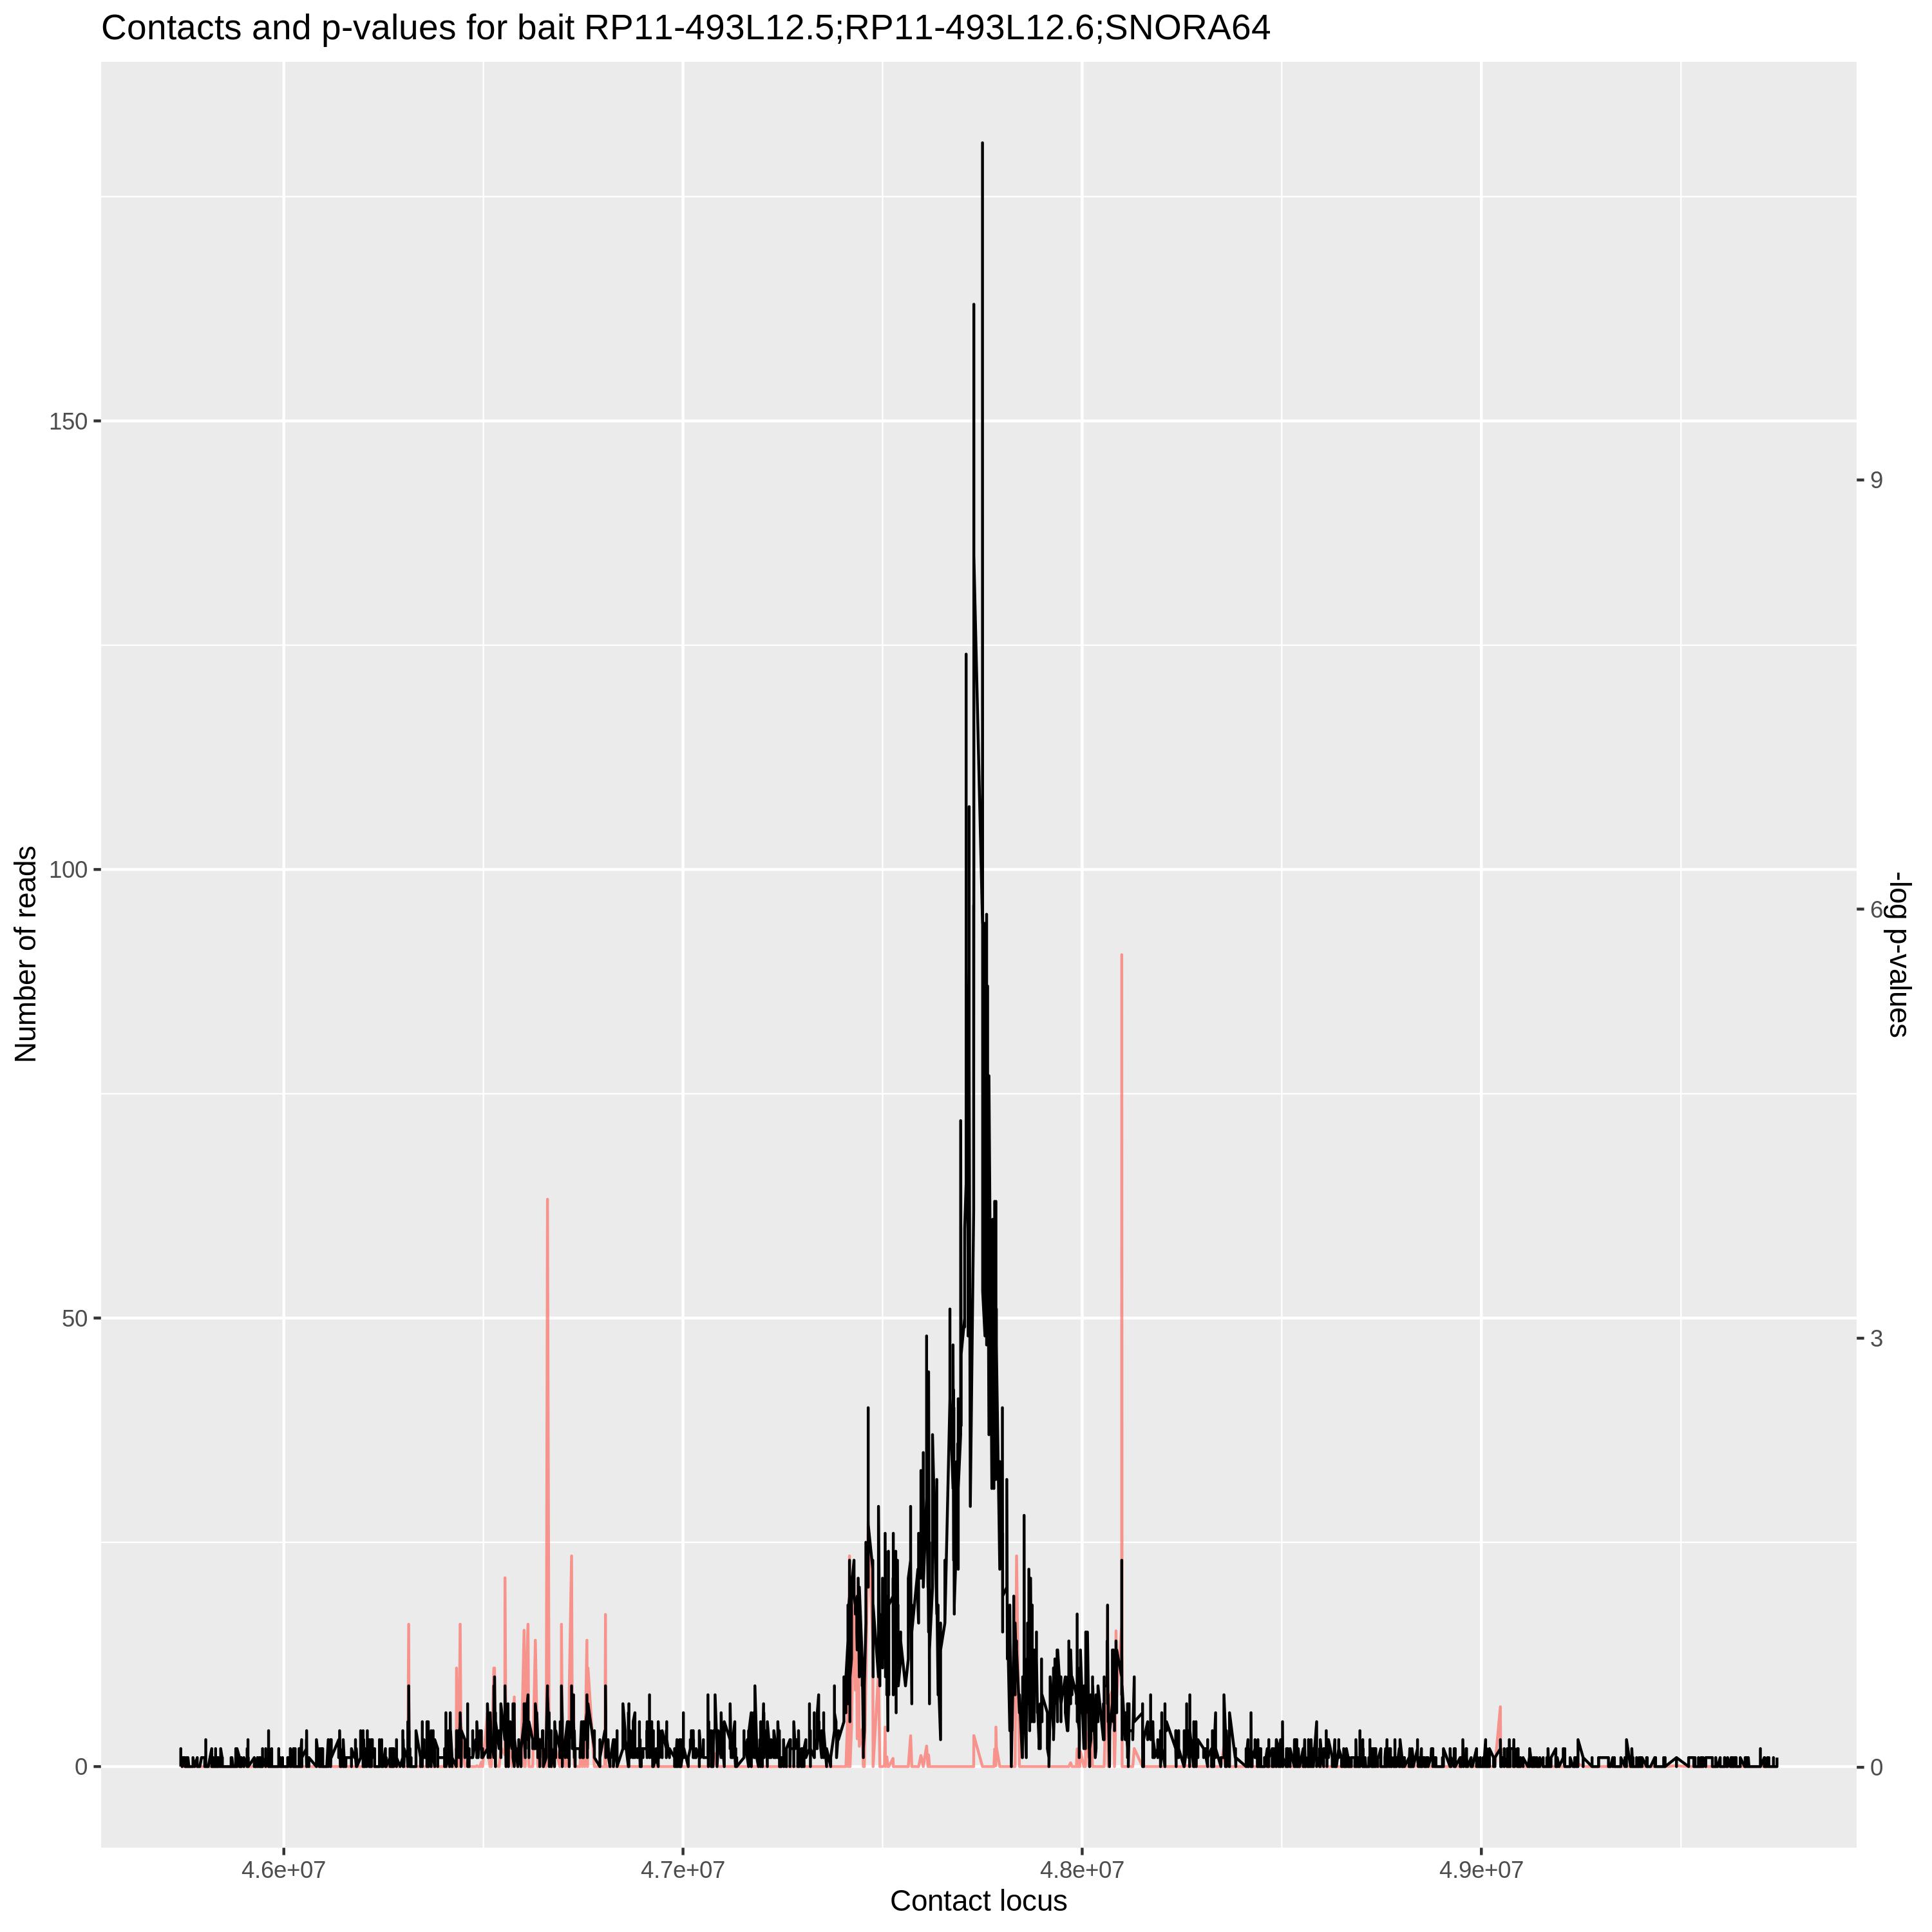 Contacts and p-values for bait RP11-493L12.5;RP11-493L12.6;SNORA64
Number of reads
150
100
50
0
9
6
3
0
-log p-values
4.6e+07
4.7e+07
4.8e+07
4.9e+07
Contact locus